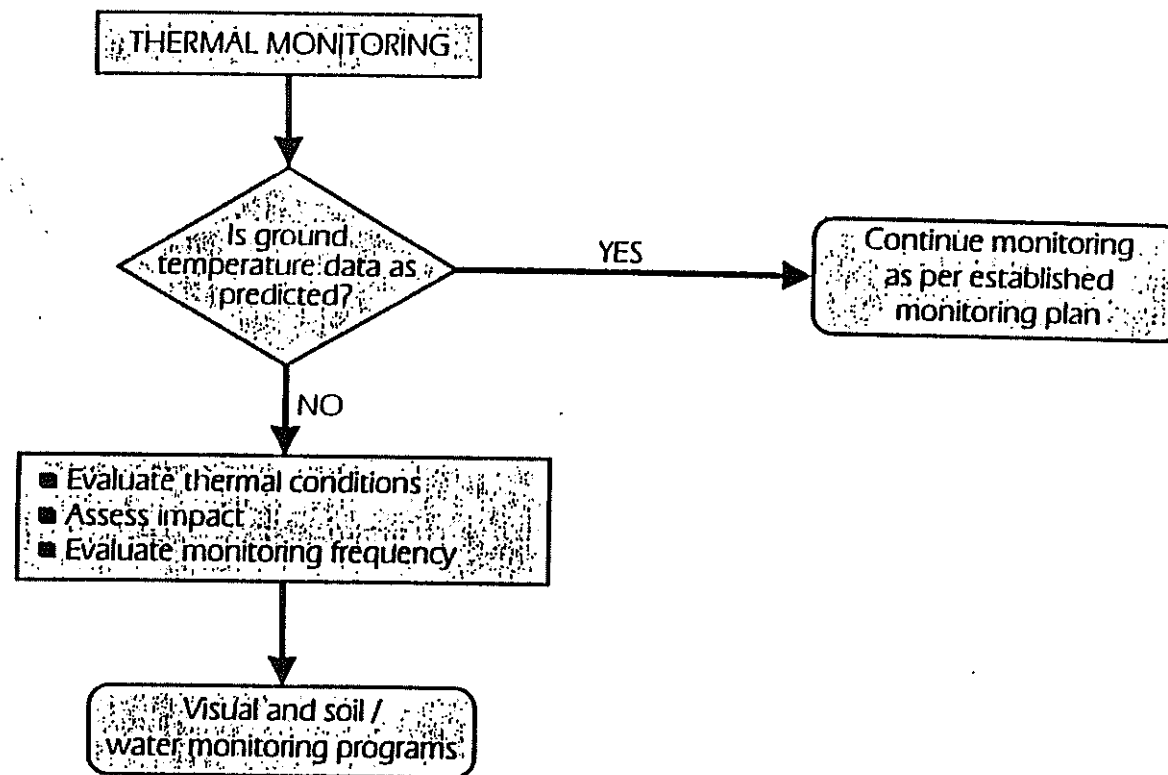 THERMAL MONITORING
Is ground
temperature data as
predicted?
YES
Continue monitoring
as per established
monitoring plan
NO
■ Evaluate thermal conditions
■ Assess impact
■ Evaluate monitoring frequency
Visual and soil /
water monitoring programs